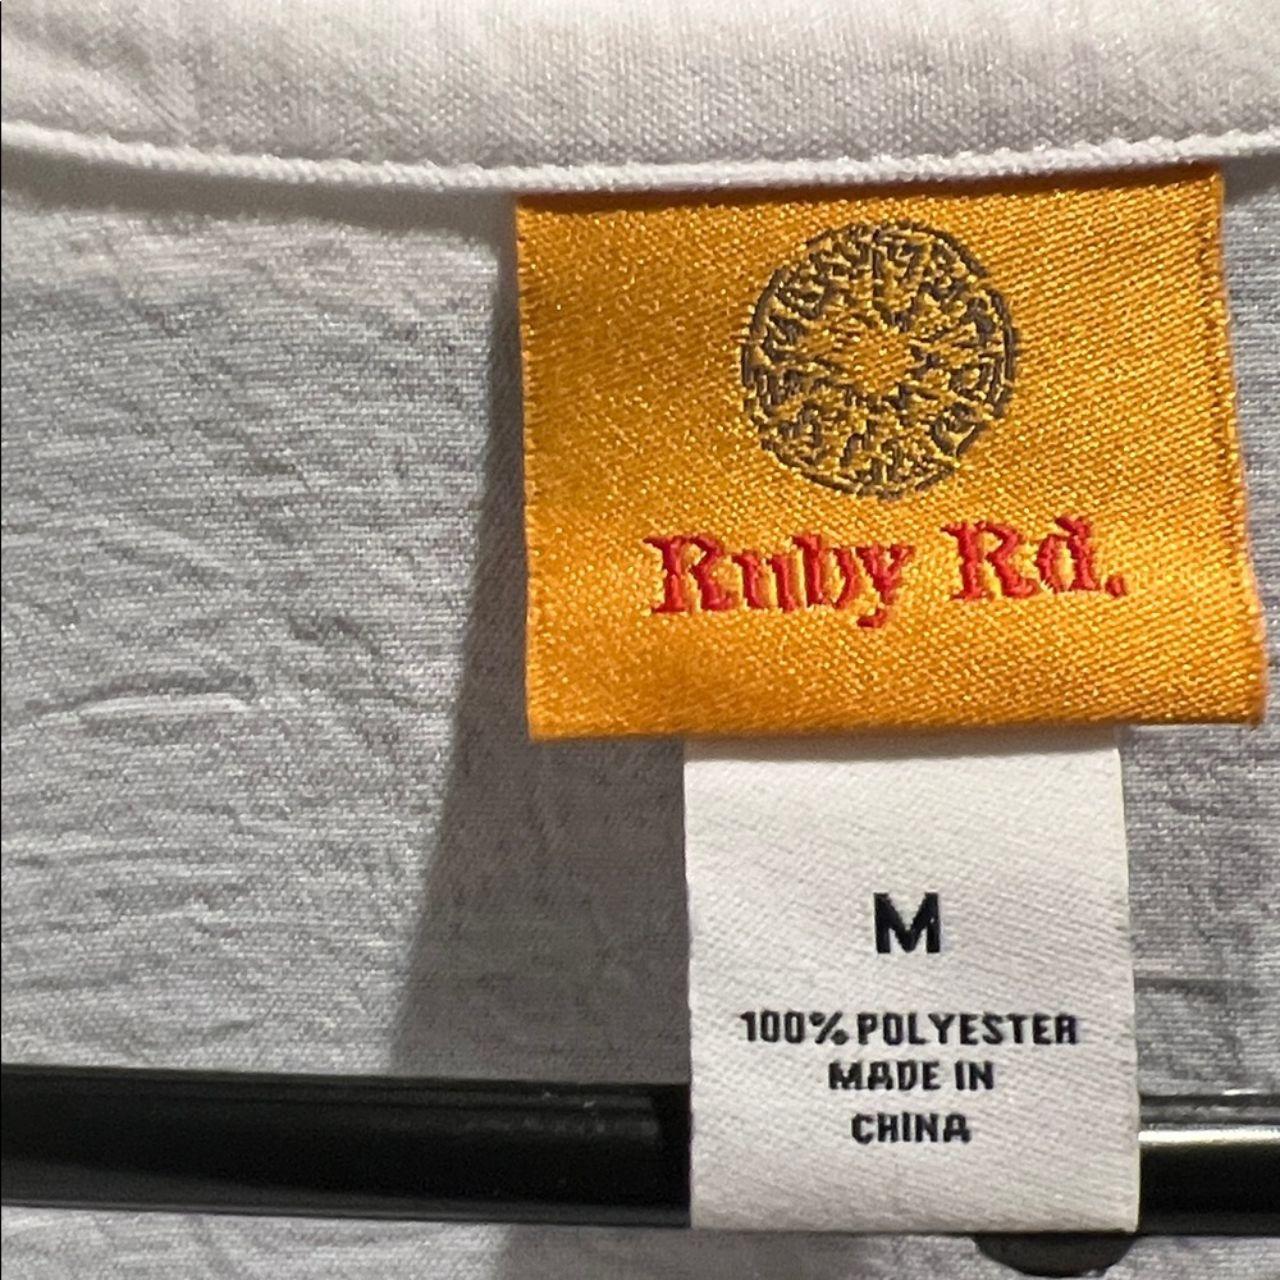 Ruby Rd.
M
100% POLYESTER
MADE IN
CHINA